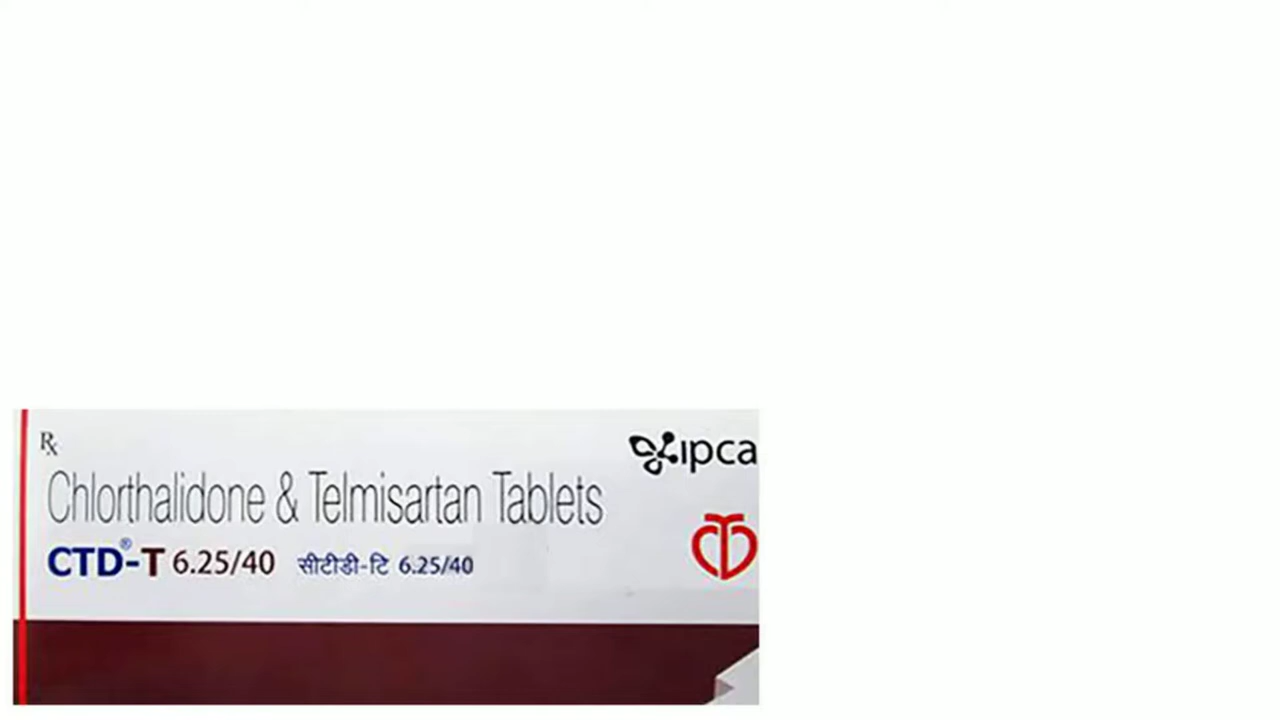 Rx
ipca
Chlorthalidone & Telmisartan Tablets
CTD®-T 6.25/40 सीटीडी-टि 6.25/40